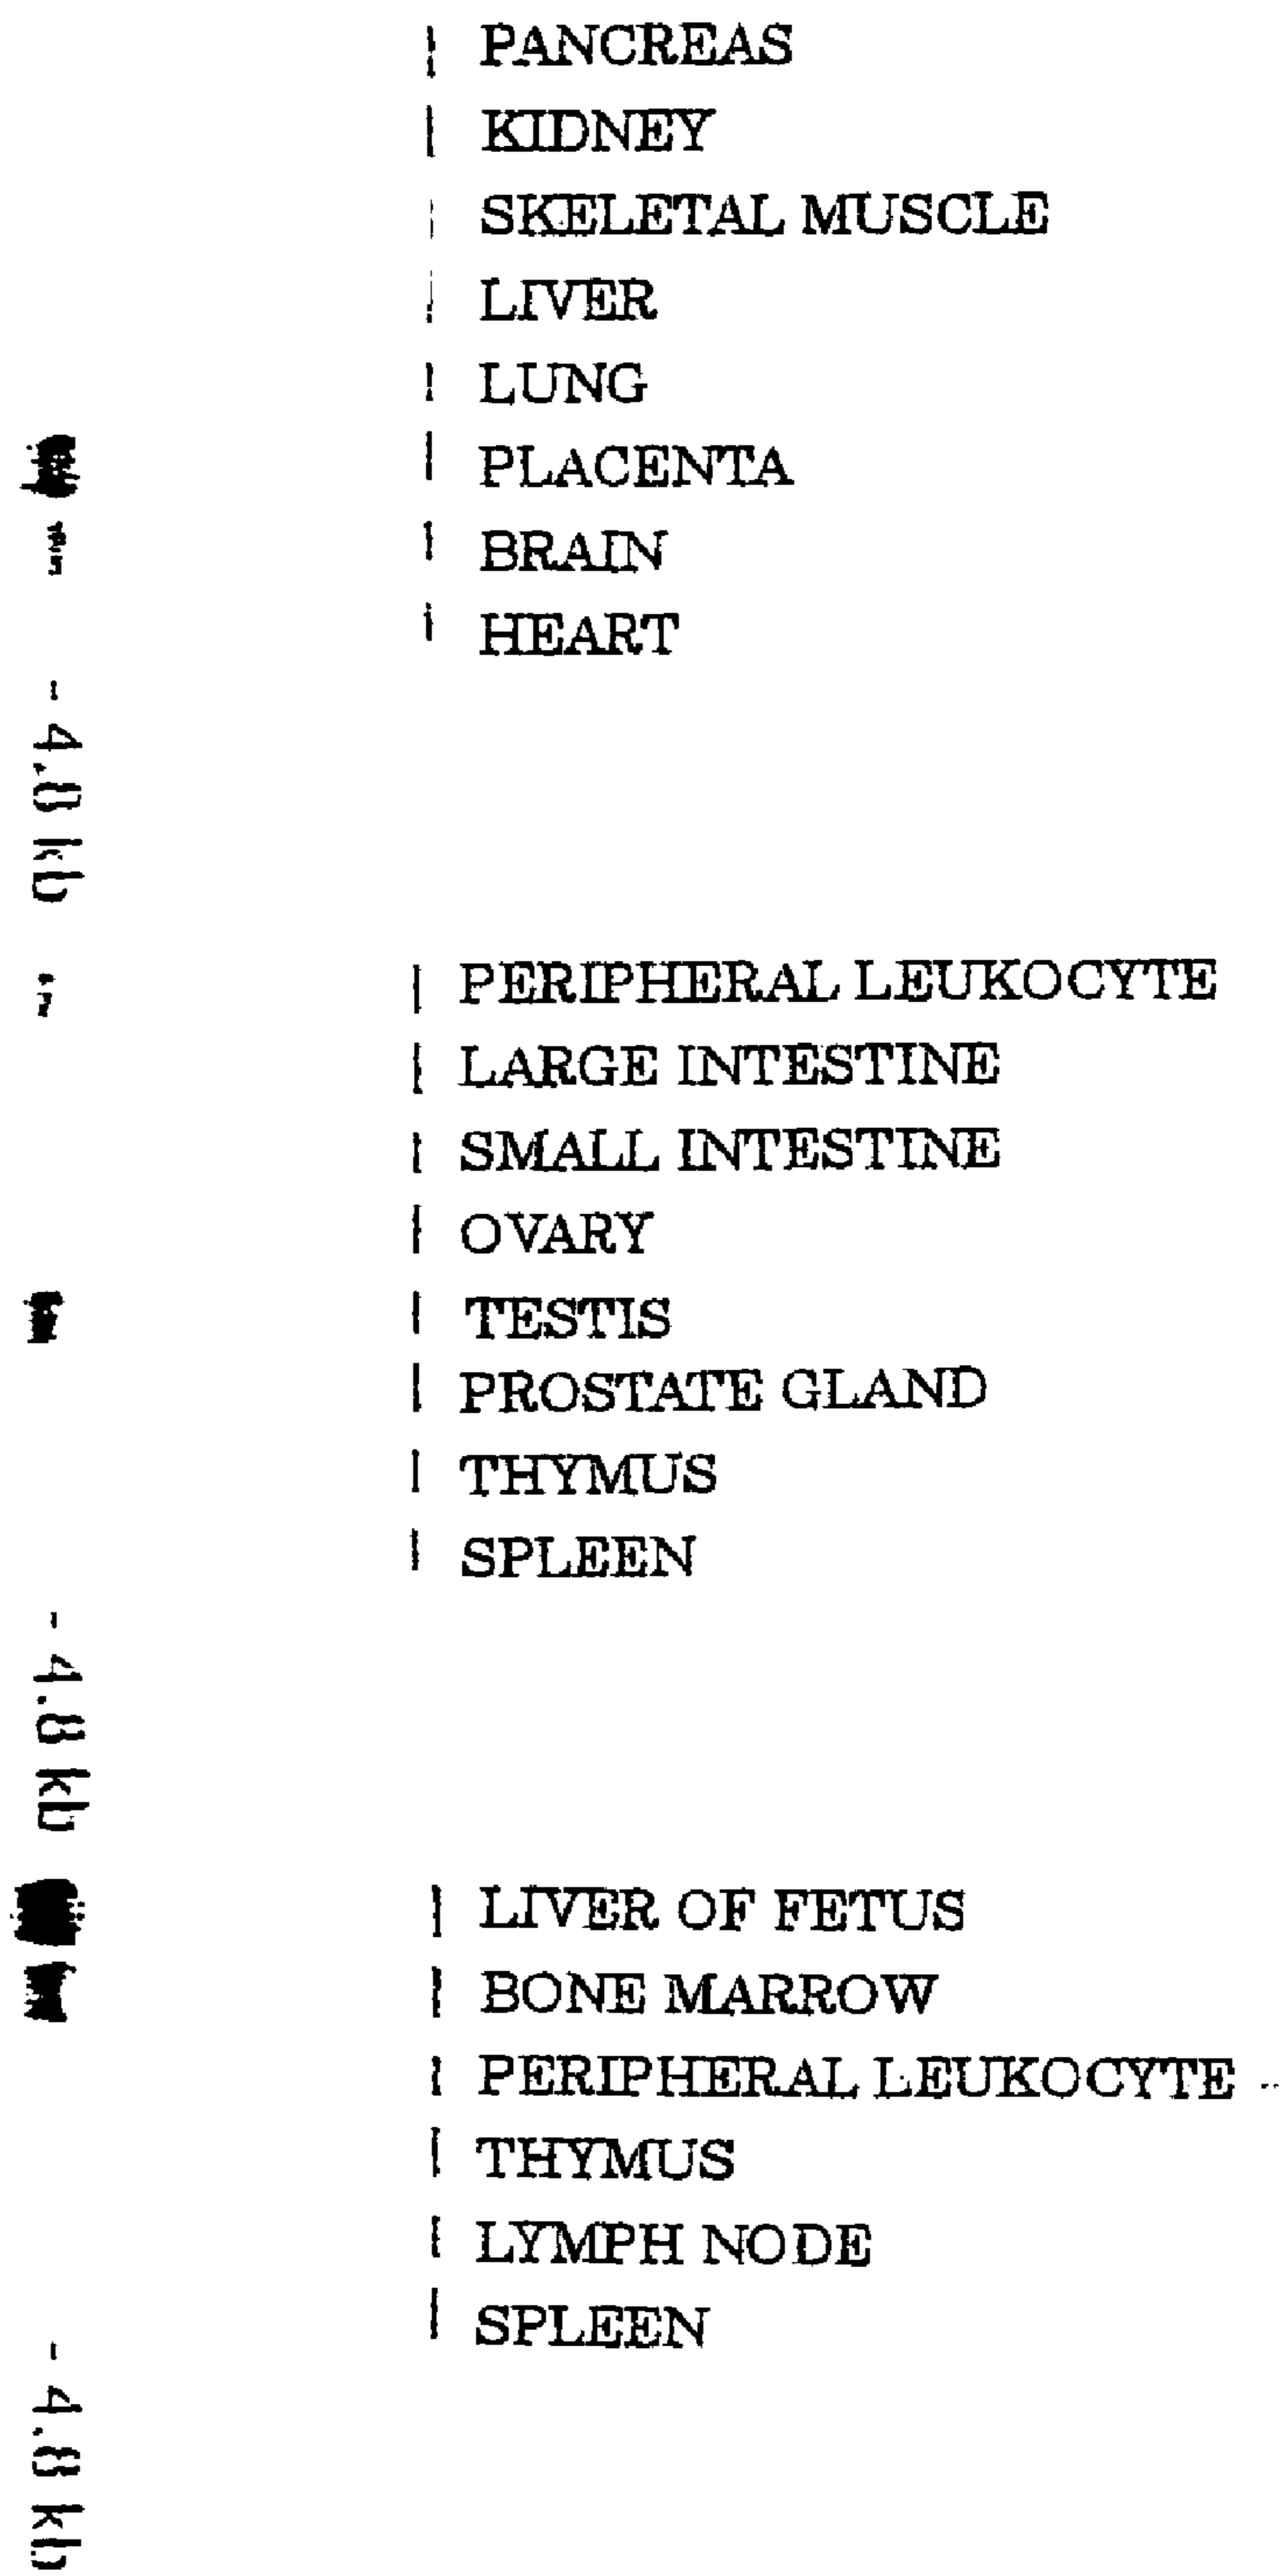 PANCREAS
KIDNEY
SKELETAL MUSCLE
LIVER
LUNG
PLACENTA
BRAIN
HEART
- 4.8 kb
PERIPHERAL LEUKOCYTE
LARGE INTESTINE
SMALL INTESTINE
OVARY
TESTIS
PROSTATE GLAND
THYMUS
SPLEEN
- 4.8 kb
LIVER OF FETUS
BONE MARROW
PERIPHERAL LEUKOCYTE
THYMUS
LYMPH NODE
SPLEEN
- 4.8 kb